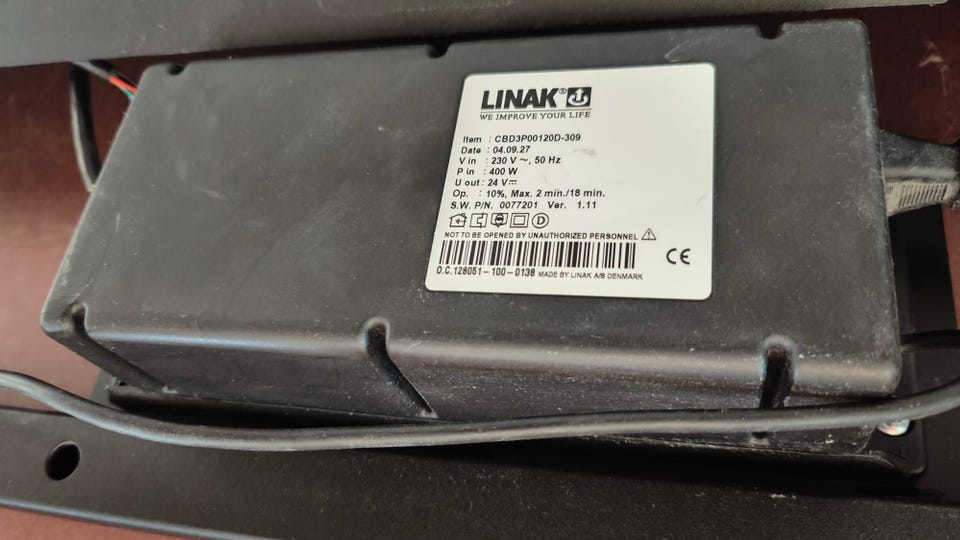 LINAK®
WE IMPROVE YOUR LIFE
Item : CBD3P00120D-309
Date : 04.09.27
V in : 230 V ~, 50 Hz
P in : 400 W
U out : 24 V⎓
Op. : 10%, Max. 2 min./18 min.
S.W. P/N. 0077201 Ver. 1.11
D
NOT TO BE OPENED BY UNAUTHORIZED PERSONNEL
CE
O.C.128051-100-0138 MADE BY LINAK A/S DENMARK